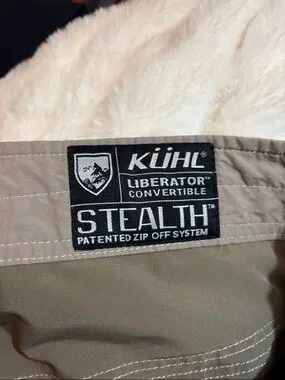 KÜHL®
LIBERATOR™
CONVERTIBLE
STEALTH™
PATENTED ZIP OFF SYSTEM